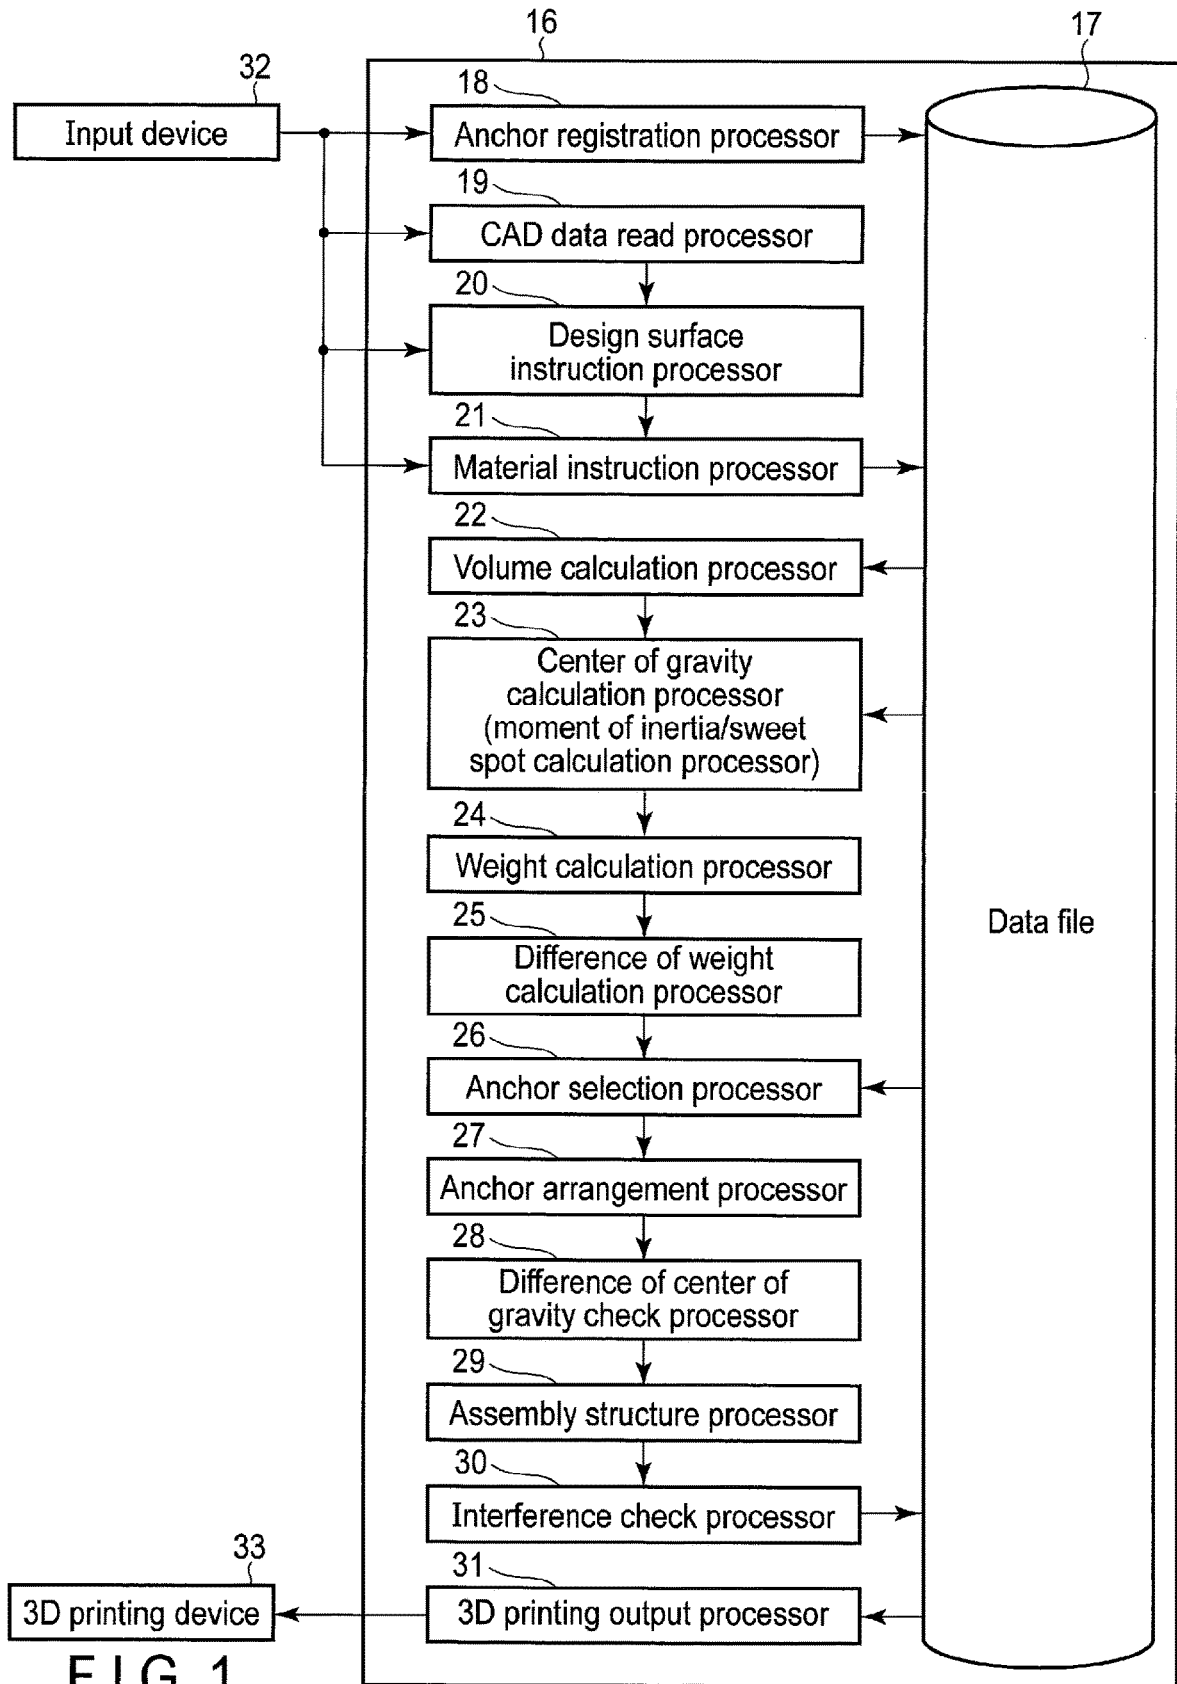 16
17
32
Input device
18
Anchor registration processor
19
CAD data read processor
20
Design surface
instruction processor
21
Material instruction processor
22
Volume calculation processor
23
Center of gravity
calculation processor
(moment of inertia/sweet
spot calculation processor)
24
Weight calculation processor
25
Difference of weight
calculation processor
Data file
26
Anchor selection processor
27
Anchor arrangement processor
28
Difference of center of
gravity check processor
29
Assembly structure processor
30
Interference check processor
31
3D printing output processor
33
3D printing device
FIG. 1